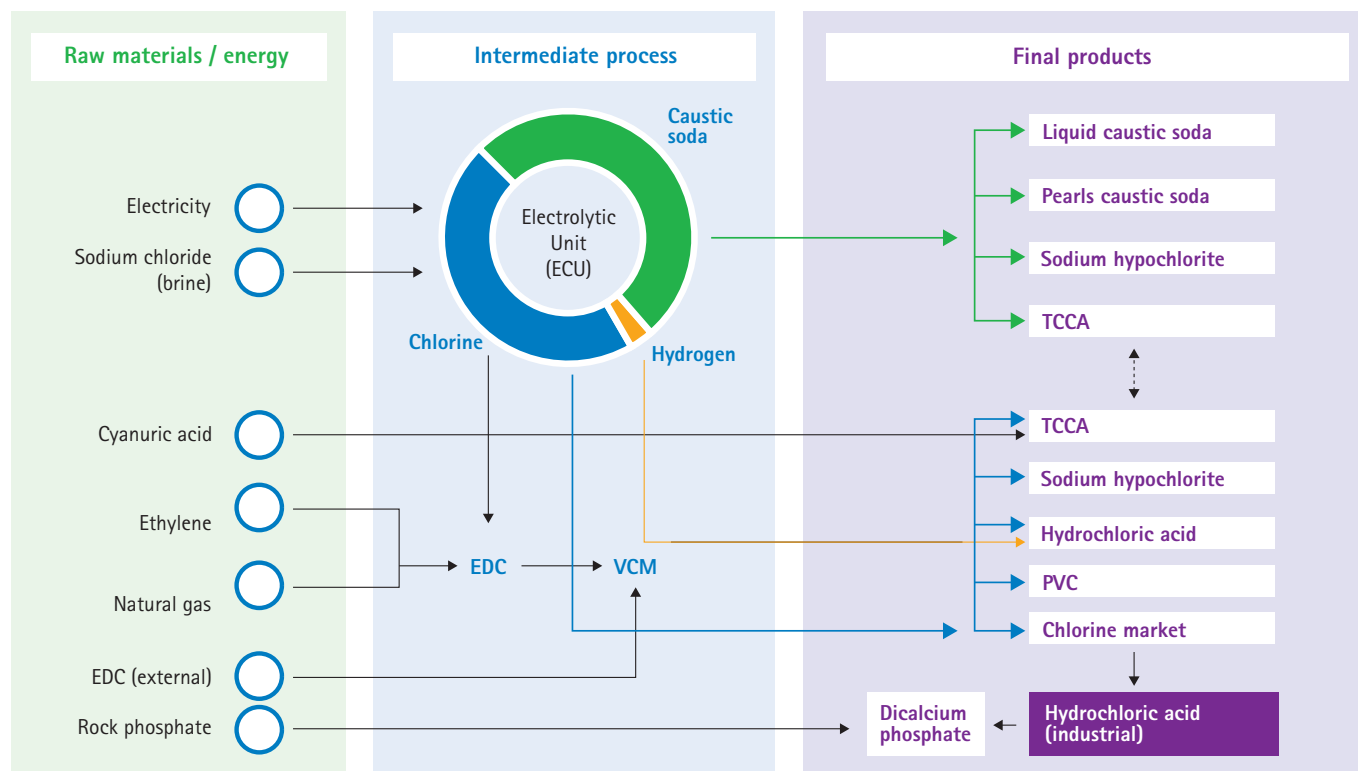 Raw materials / energy
Electricity
Sodium chloride
(brine)
Cyanuric acid
Ethylene
Natural gas
EDC (external)
Rock phosphate
Intermediate process
Caustic
soda
Electrolytic
Unit
(ECU)
Chlorine
Hydrogen
EDC
VCM
Final products
Liquid caustic soda
Pearls caustic soda
Sodium hypochlorite
TCCA
TCCA
Sodium hypochlorite
Hydrochloric acid
PVC
Chlorine market
Dicalcium
phosphate
Hydrochloric acid
(industrial)